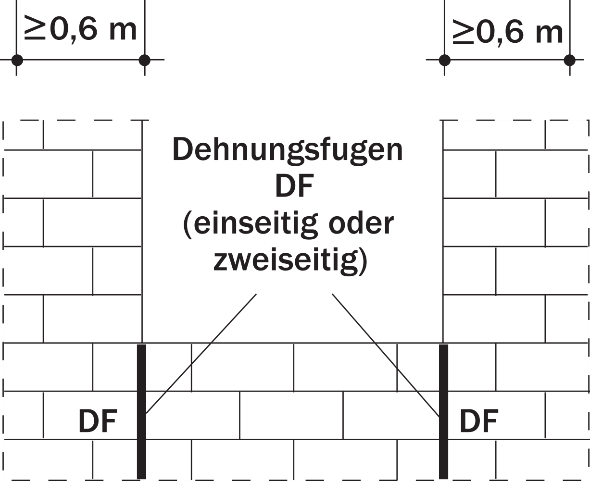 ≥0,6 m
≥0,6 m
Dehnungsfugen
DF
(einseitig oder
zweiseitig)
DF
DF